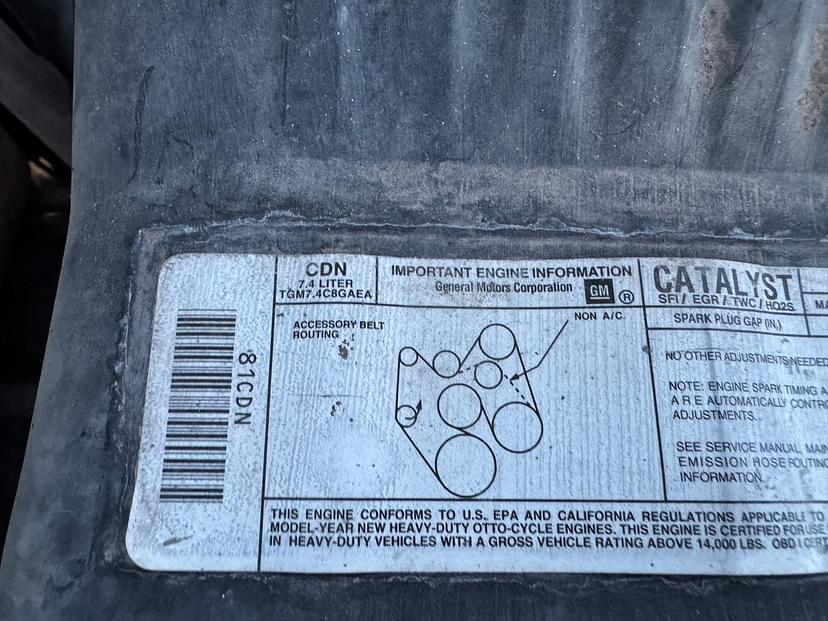 CDN
7.4 LITER
TGM7.4C8GAEA
IMPORTANT ENGINE INFORMATION
General Motors Corporation GM ®
CATALYST
SFI / EGR / TWC / HO2S
SPARK PLUG GAP (IN.)
81CDN
ACCESSORY BELT
ROUTING
NON A/C
NO OTHER ADJUSTMENTS NEEDED
NOTE: ENGINE SPARK TIMING
ARE AUTOMATICALLY
ADJUSTMENTS.
SEE SERVICE MANUAL,
EMISSION HOSE ROUTING
INFORMATION.
THIS ENGINE CONFORMS TO U.S. EPA AND CALIFORNIA REGULATIONS APPLICABLE TO
MODEL-YEAR NEW HEAVY-DUTY OTTO-CYCLE ENGINES. THIS ENGINE IS CERTIFIED FOR USE
IN HEAVY-DUTY VEHICLES WITH A GROSS VEHICLE RATING ABOVE 14,000 LBS. OBD I